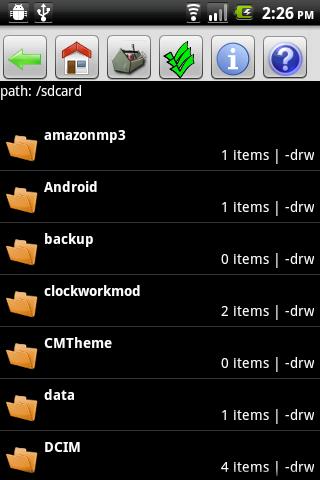 2:26 PM
path: /sdcard
amazonmp3
1 items | -drw
Android
1 items | -drw
backup
0 items | -drw
clockworkmod
2 items | -drw
CMTheme
0 items | -drw
data
1 items | -drw
DCIM
4 items | -drw